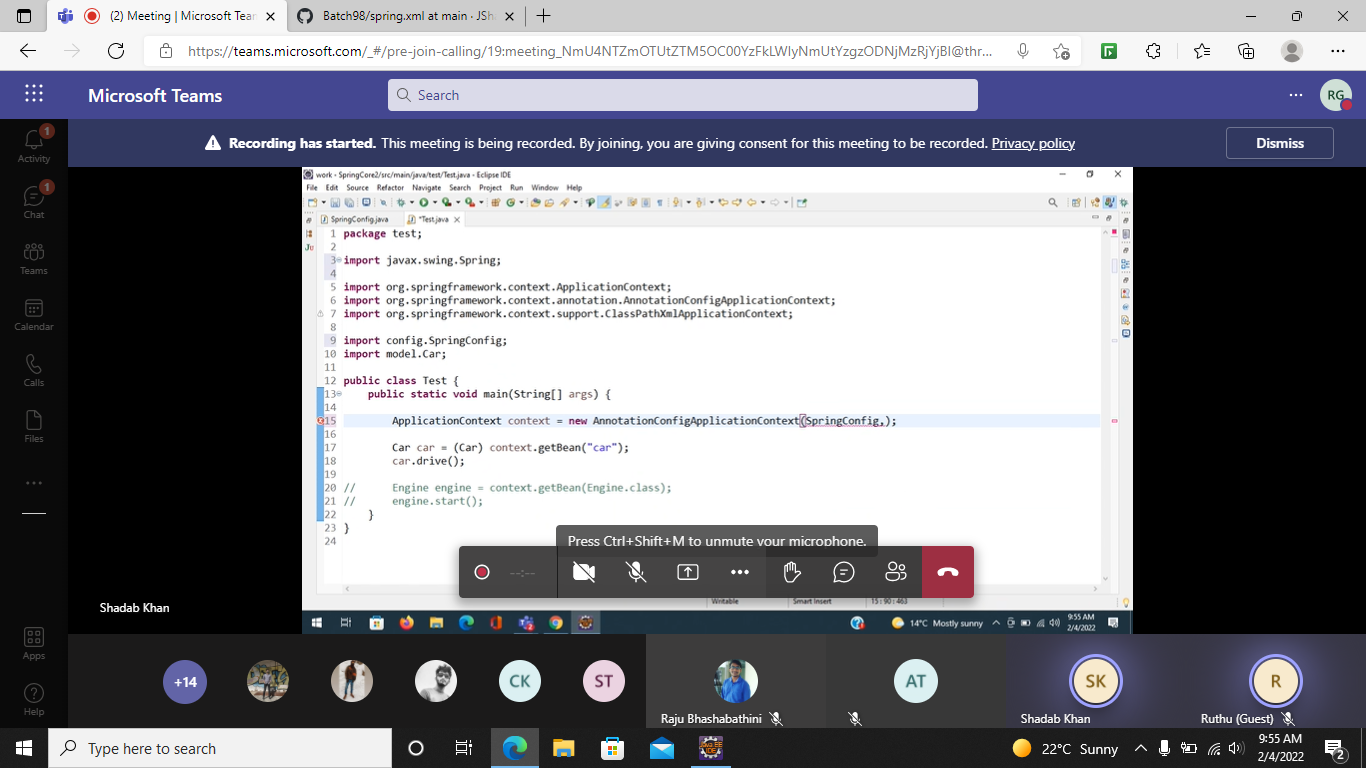 (2) Meeting | Microsoft Tean
Batch98/spring.xml at main · JSh
https://teams.microsoft.com/_#/pre-join-calling/19:meeting_NmU4NTZmOTUtZTM5OC00YzFkLWIyNmUtYzgzODNjMzRjYjBl@thr...
Microsoft Teams
Search
RG
Recording has started. This meeting is being recorded. By joining, you are giving consent for this meeting to be recorded. Privacy policy
Dismiss
1
Activity
1
Chat
Teams
Calendar
Calls
Files
Apps
Help
work - SpringCore2/src/main/java/test/Test.java - Eclipse IDE
File Edit Source Refactor Navigate Search Project Run Window Help
SpringConfig.java
*Test.java
1 package test;
2
3 import javax.swing.Spring;
4
5 import org.springframework.context.ApplicationContext;
6 import org.springframework.context.annotation.AnnotationConfigApplicationContext;
7 import org.springframework.context.support.ClassPathXmlApplicationContext;
8
9 import config.SpringConfig;
10 import model.Car;
11
12 public class Test {
13 public static void main(String[] args) {
14
15 ApplicationContext context = new AnnotationConfigApplicationContext(SpringConfig,);
16
17 Car car = (Car) context.getBean("car");
18 car.drive();
19
20 // Engine engine = context.getBean(Engine.class);
21 // engine.start();
22 }
23 }
24
Press Ctrl+Shift+M to unmute your microphone.
--:--
Writable
Smart Insert
15 : 90 : 463
Shadab Khan
14°C Mostly sunny
9:55 AM
2/4/2022
+14
CK
ST
Raju Bhashabathini
AT
SK
Shadab Khan
R
Ruthu (Guest)
Type here to search
22°C Sunny
9:55 AM
2/4/2022
2